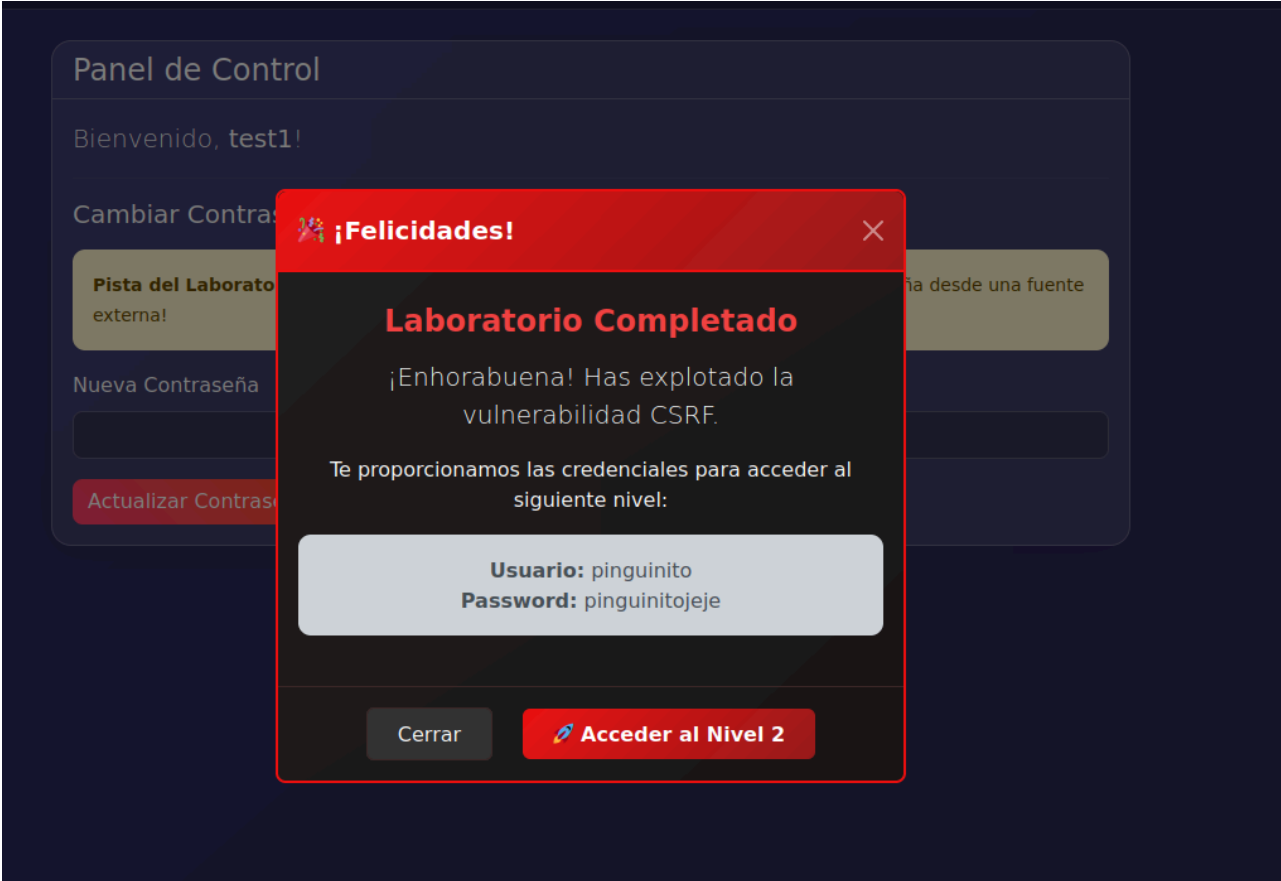 Panel de Control
Bienvenido, test1!
Cambiar Contras
🎉 ¡Felicidades!
Pista del Laborato
ña desde una fuente
externa!
Laboratorio Completado
¡Enhorabuena! Has explotado la
vulnerabilidad CSRF.
Nueva Contraseña
Te proporcionamos las credenciales para acceder al
siguiente nivel:
Actualizar Contrase
Usuario: pinguinito
Password: pinguinitojeje
Cerrar
🚀 Acceder al Nivel 2